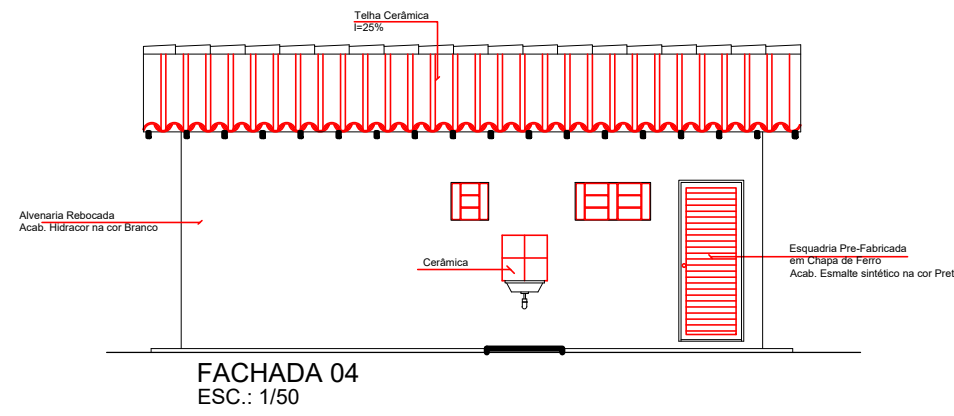 Telha Cerâmica
I=25%
Alvenaria Rebocada
Acab. Hidracor na cor Branco
Cerâmica
Esquadria Pre-Fabricada
em Chapa de Ferro
Acab. Esmalte sintético na cor Pret
FACHADA 04
ESC.: 1/50